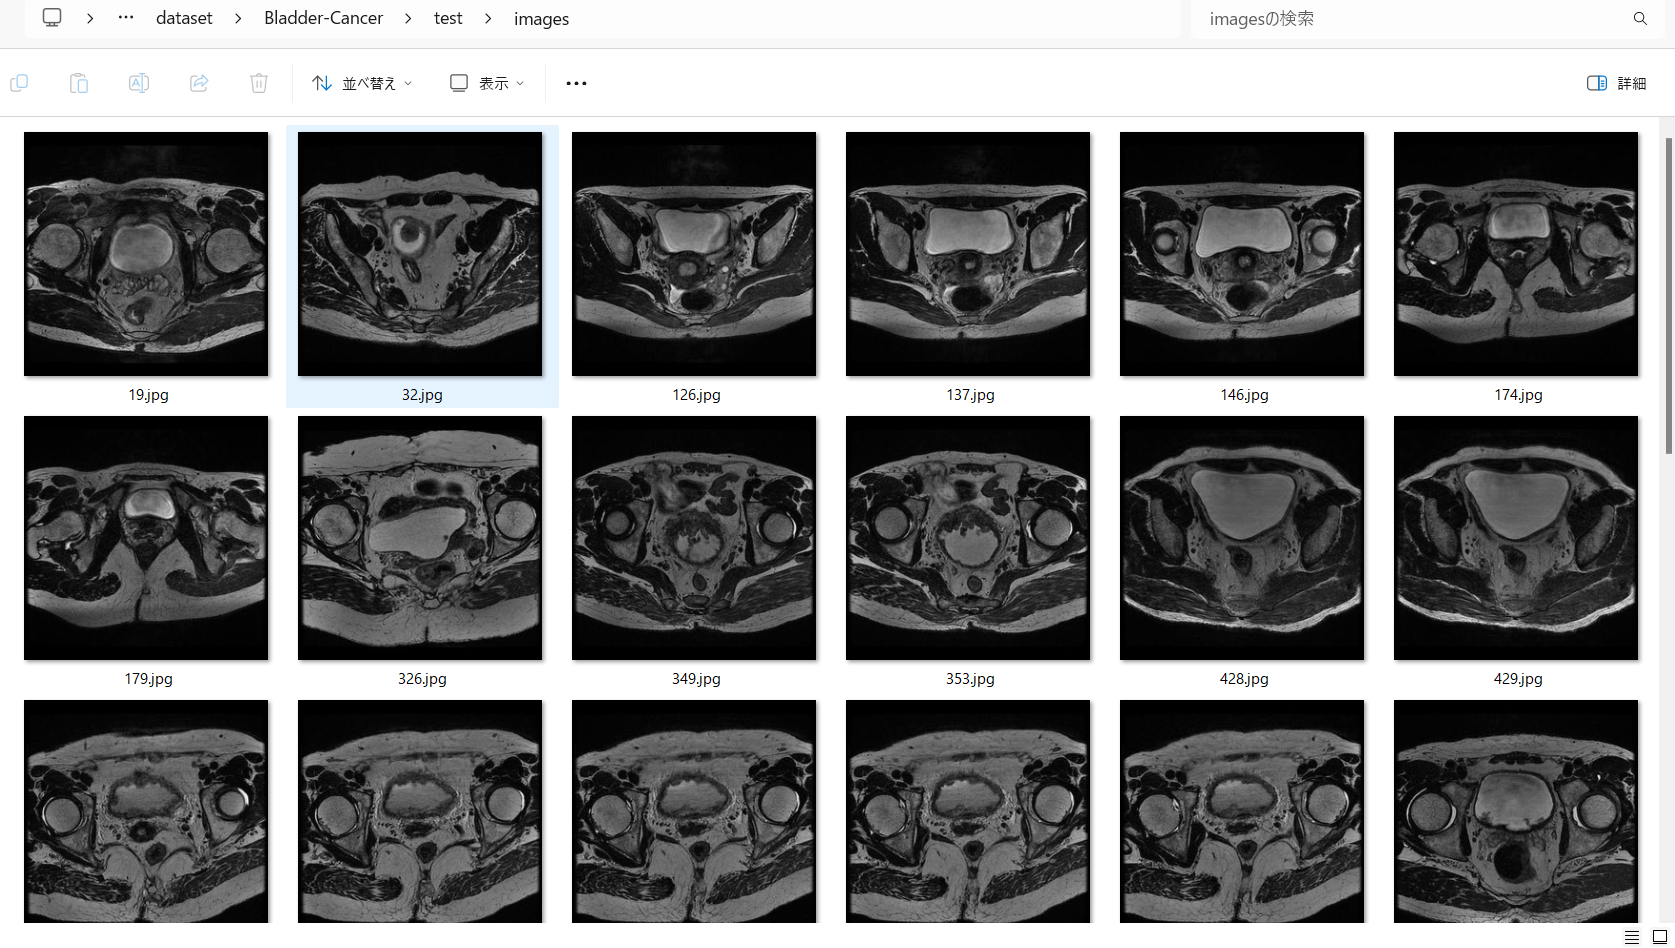 dataset > Bladder-Cancer > test > images
imagesの検索
並べ替え
表示
詳細
19.jpg
32.jpg
126.jpg
137.jpg
146.jpg
174.jpg
179.jpg
326.jpg
349.jpg
353.jpg
428.jpg
429.jpg